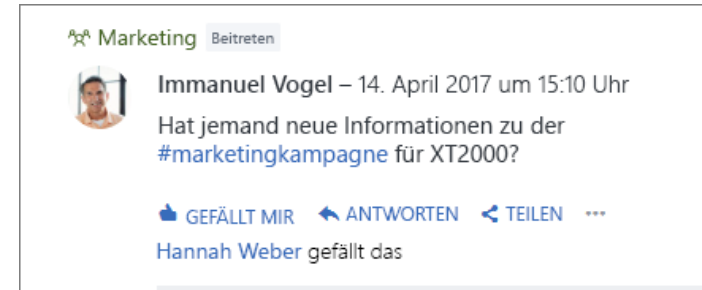 Marketing Beitreten
Immanuel Vogel – 14. April 2017 um 15:10 Uhr
Hat jemand neue Informationen zu der
#marketingkampagne für XT2000?
GEFÄLLT MIR ANTWORTEN TEILEN ···
Hannah Weber gefällt das